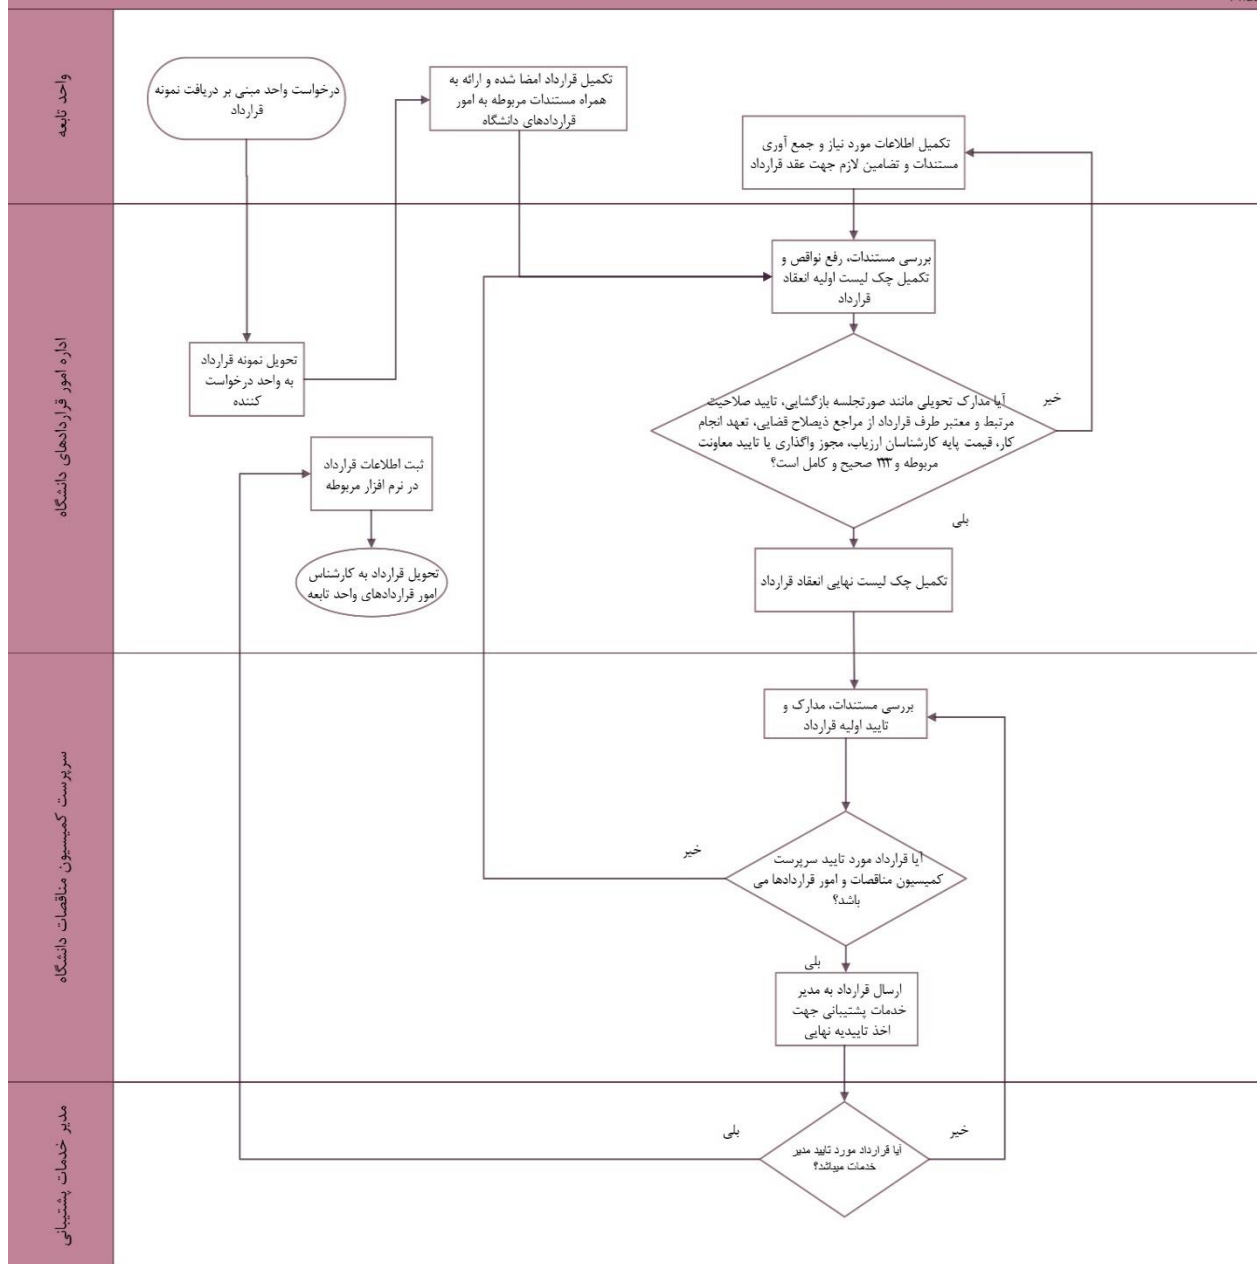 واحد تابعه
درخواست واحد مبنی بر دریافت نمونه
قرارداد
تکمیل قرارداد امضا شده و ارائه به
همراه مستندات مربوطه به امور
قراردادهای دانشگاه
تکمیل اطلاعات مورد نیاز و جمع آوری
مستندات و تضامین لازم جهت عقد قرارداد
اداره امور قراردادهای دانشگاه
بررسی مستندات، رفع نواقص و
تکمیل چک لیست اولیه انعقاد
قرارداد
تحویل نمونه قرارداد
به واحد درخواست
کننده
آیا مدارک تحویلی مانند صورتجلسه بازگشایی، تایید صلاحیت
مرتبط و معتبر طرف قرارداد از مراجع ذیصلاح قضایی، تعهد انجام
کار، قیمت پایه کارشناسان ارزیاب، مجوز واگذاری یا تایید معاونت
مربوطه و صحیح و کامل است؟
خیر
بلی
ثبت اطلاعات قرارداد
در نرم افزار مربوطه
تحویل قرارداد به کارشناس
امور قراردادهای واحد تابعه
تکمیل چک لیست نهایی انعقاد قرارداد
سرپرست کمیسیون مناقصات دانشگاه
بررسی مستندات، مدارک و
تایید اولیه قرارداد
آیا قرارداد مورد تایید سرپرست
کمیسیون مناقصات و امور قراردادها می
باشد؟
خیر
بلی
ارسال قرارداد به مدیر
خدمات پشتیبانی جهت
اخذ تاییدیه نهایی
مدیر خدمات پشتیبانی
آیا قرارداد مورد تایید مدیر
خدمات میباشد؟
خیر
بلی